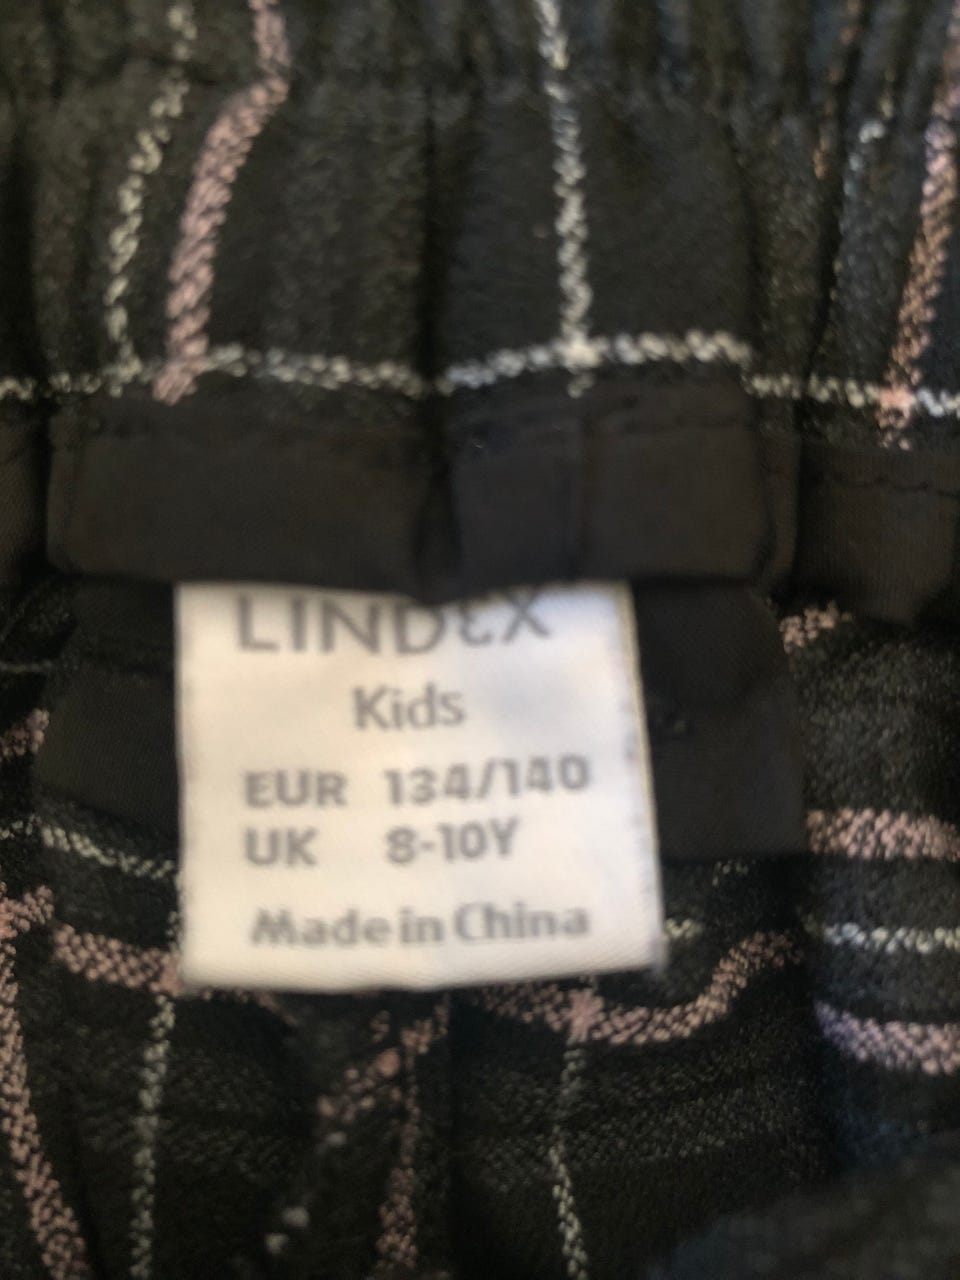 LINDEX
Kids
EUR 134/140
UK 8-10Y
Made in China